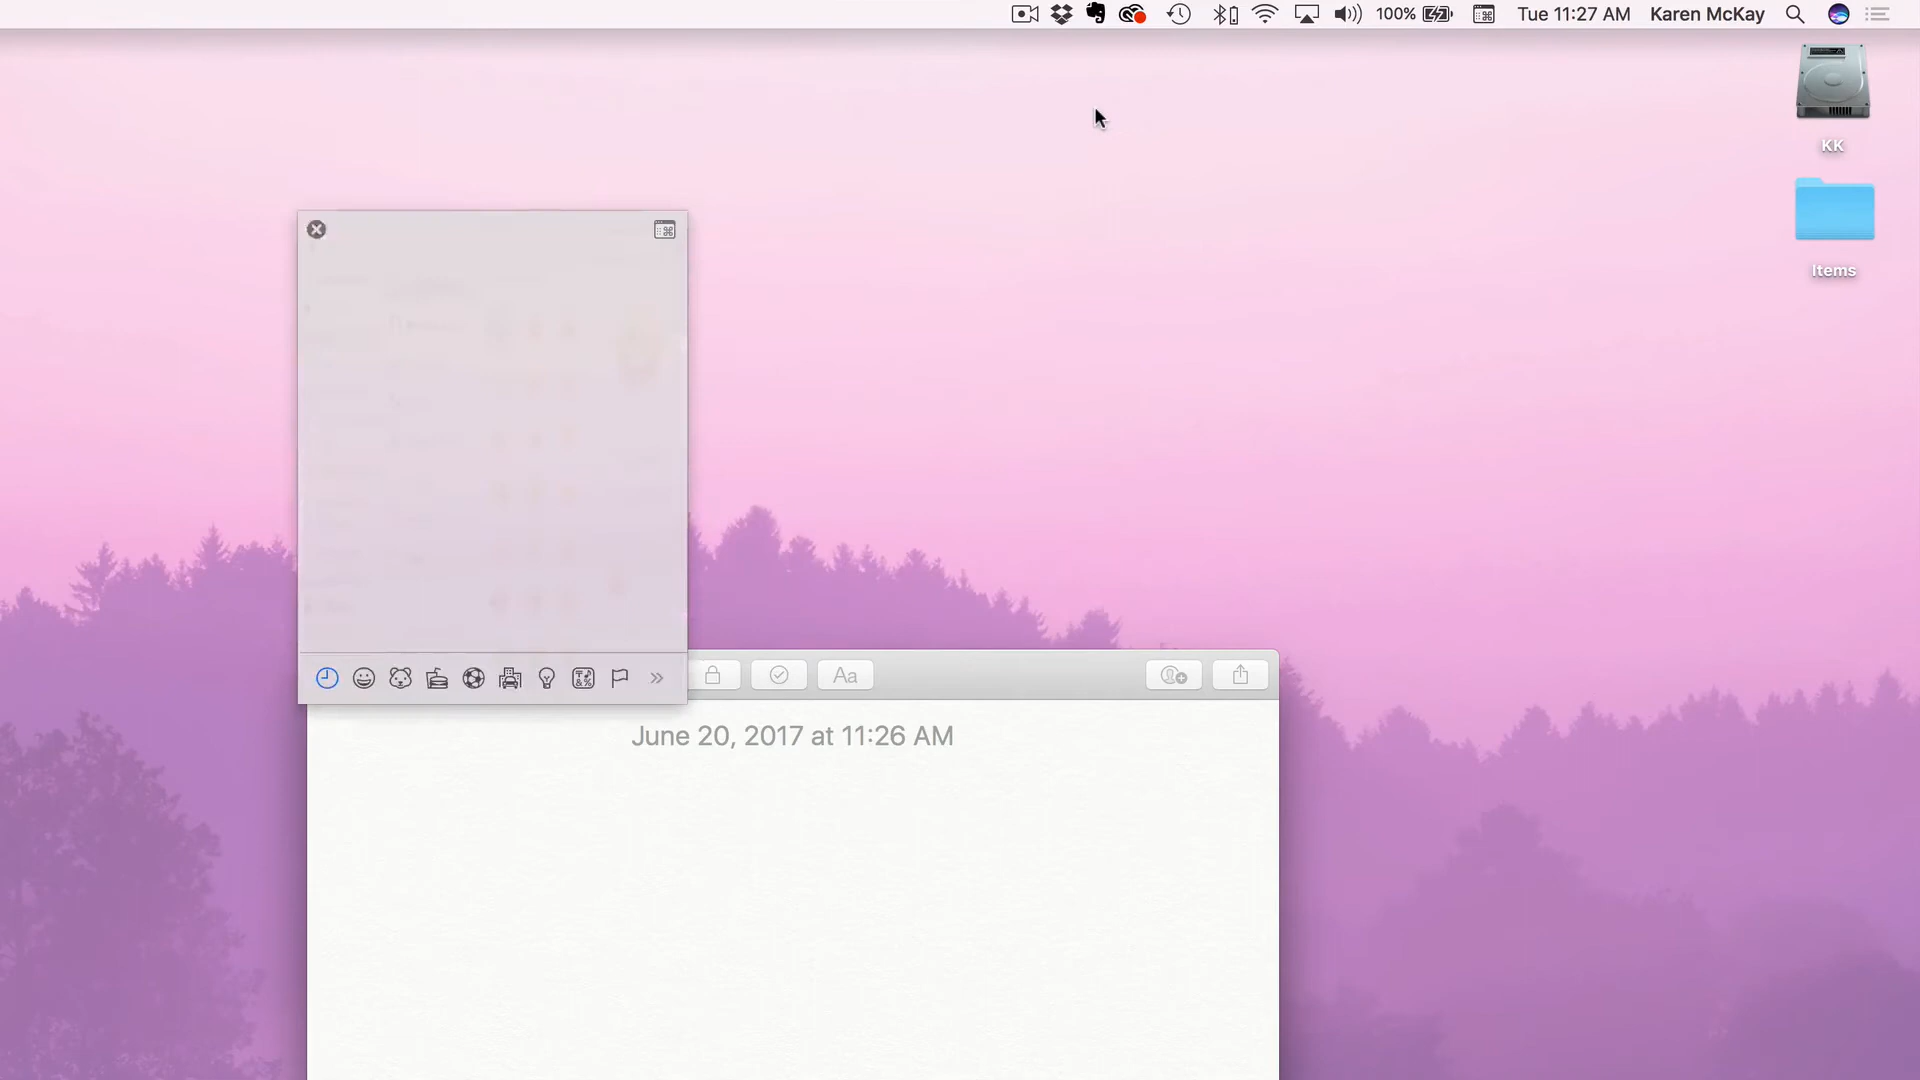 100%
Tue 11:27 AM
Karen McKay
KK
Items
Aa
June 20, 2017 at 11:26 AM